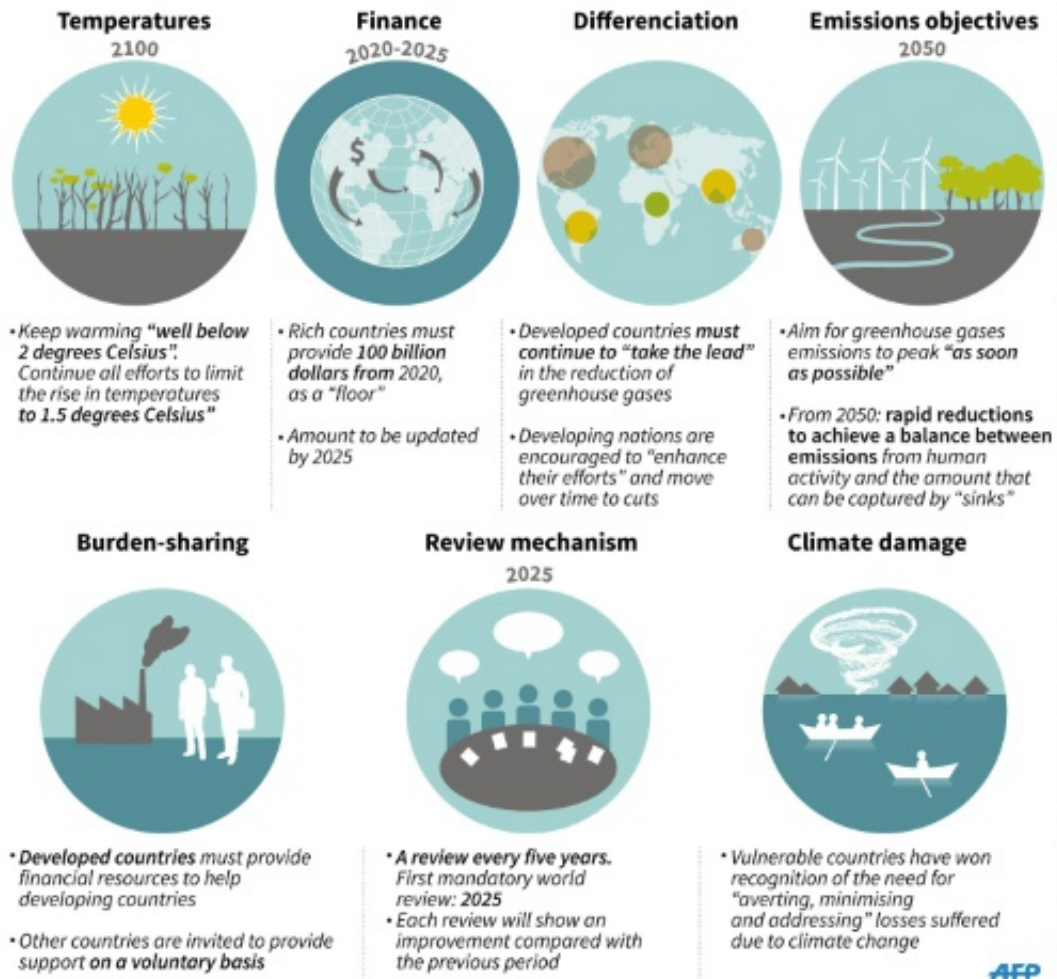 Temperatures
2100
•Keep warming “well below
2 degrees Celsius”.
Continue all efforts to limit
the rise in temperatures
to 1.5 degrees Celsius”
Finance
2020-2025
$
• Rich countries must
provide 100 billion
dollars from 2020,
as a “floor”
• Amount to be updated
by 2025
Differenciation
•Developed countries must
continue to “take the lead”
in the reduction of
greenhouse gases
•Developing nations are
encouraged to “enhance
their efforts” and move
over time to cuts
Emissions objectives
2050
•Aim for greenhouse gases
emissions to peak “as soon
as possible”
•From 2050: rapid reductions
to achieve a balance between
emissions from human
activity and the amount that
can be captured by “sinks”
Burden-sharing
• Developed countries must provide
financial resources to help
developing countries
• Other countries are invited to provide
support on a voluntary basis
Review mechanism
2025
• A review every five years.
First mandatory world
review: 2025
• Each review will show an
improvement compared with
the previous period
Climate damage
• Vulnerable countries have won
recognition of the need for
“averting, minimising
and addressing” losses suffered
due to climate change
AFP